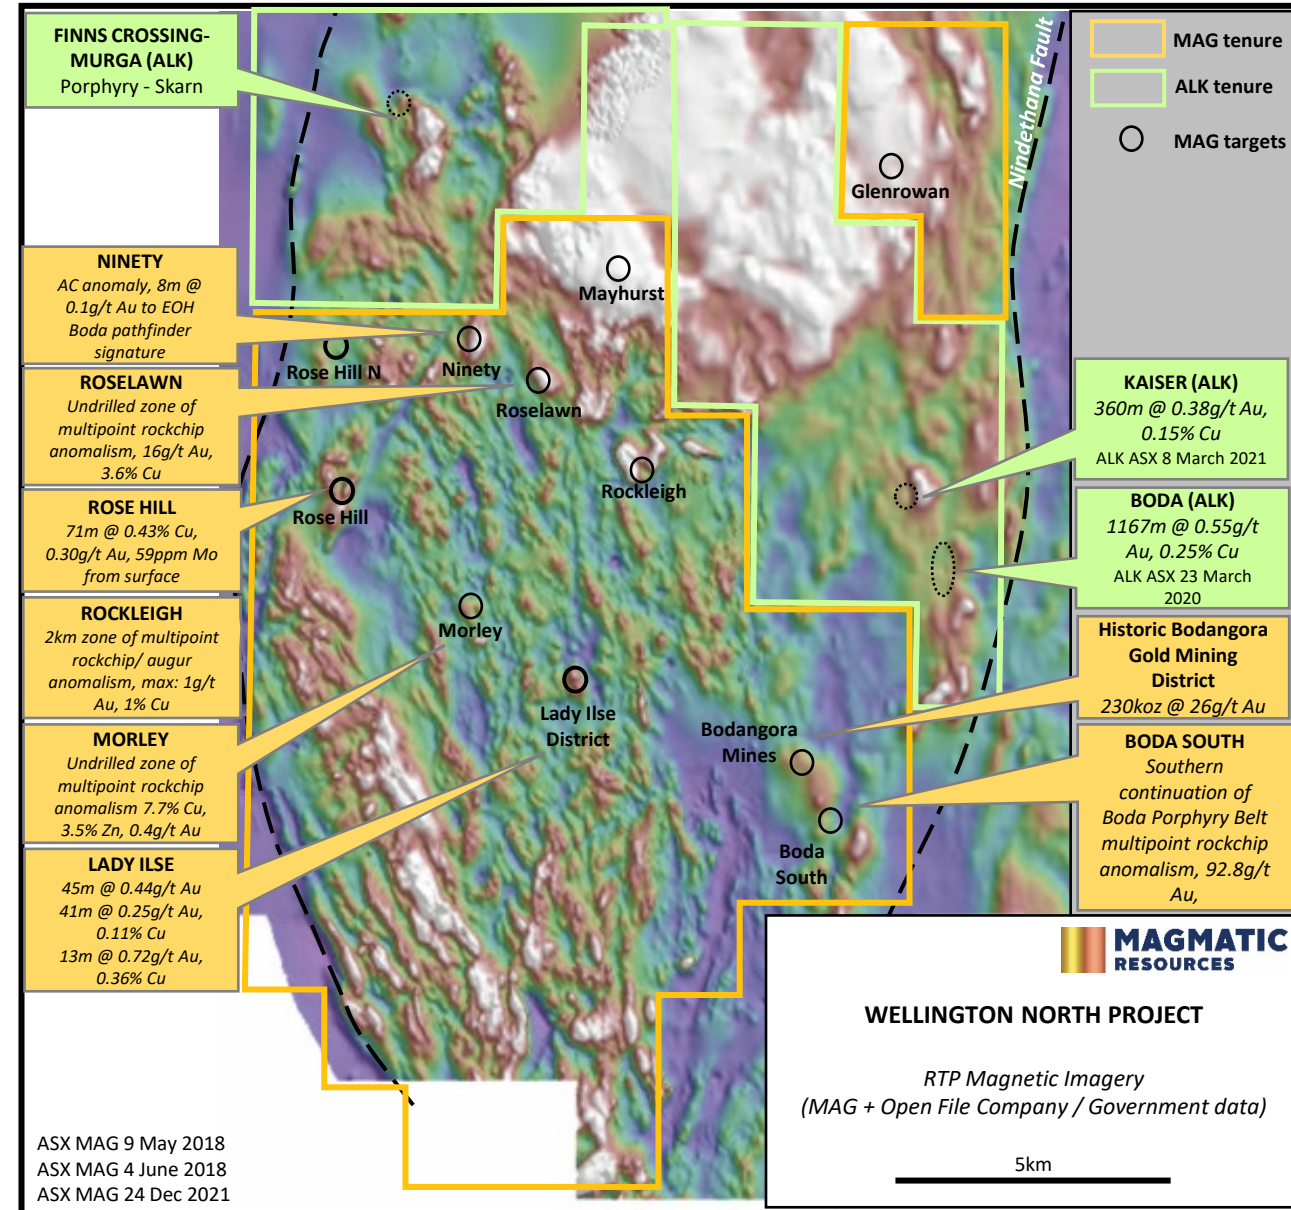 FINNS CROSSING-
MURGA (ALK)
Porphyry - Skarn
NINETY
AC anomaly, 8m @
0.1g/t Au to EOH
Boda pathfinder
signature
ROSELAWN
Undrilled zone of
multipoint rockchip
anomalism, 16g/t Au,
3.6% Cu
ROSE HILL
71m @ 0.43% Cu,
0.30g/t Au, 59ppm Mo
from surface
ROCKLEIGH
2km zone of multipoint
rockchip/ augur
anomalism, max: 1g/t
Au, 1% Cu
MORLEY
Undrilled zone of
multipoint rockchip
anomalism 7.7% Cu,
3.5% Zn, 0.4g/t Au
LADY ILSE
45m @ 0.44g/t Au
41m @ 0.25g/t Au,
0.11% Cu
13m @ 0.72g/t Au,
0.36% Cu
ASX MAG 9 May 2018
ASX MAG 4 June 2018
ASX MAG 24 Dec 2021
Glenrowan
Mayhurst
Rose Hill N
Ninety
Roselawn
Rockleigh
Rose Hill
Morley
Lady Ilse
District
Bodangora
Mines
Boda
South
Nindethana Fault
MAG tenure
ALK tenure
MAG targets
KAISER (ALK)
360m @ 0.38g/t Au,
0.15% Cu
ALK ASX 8 March 2021
BODA (ALK)
1167m @ 0.55g/t
Au, 0.25% Cu
ALK ASX 23 March
2020
Historic Bodangora
Gold Mining
District
230koz @ 26g/t Au
BODA SOUTH
Southern
continuation of
Boda Porphyry Belt
multipoint rockchip
anomalism, 92.8g/t
Au,
MAGMATIC
RESOURCES
WELLINGTON NORTH PROJECT
RTP Magnetic Imagery
(MAG + Open File Company / Government data)
5km